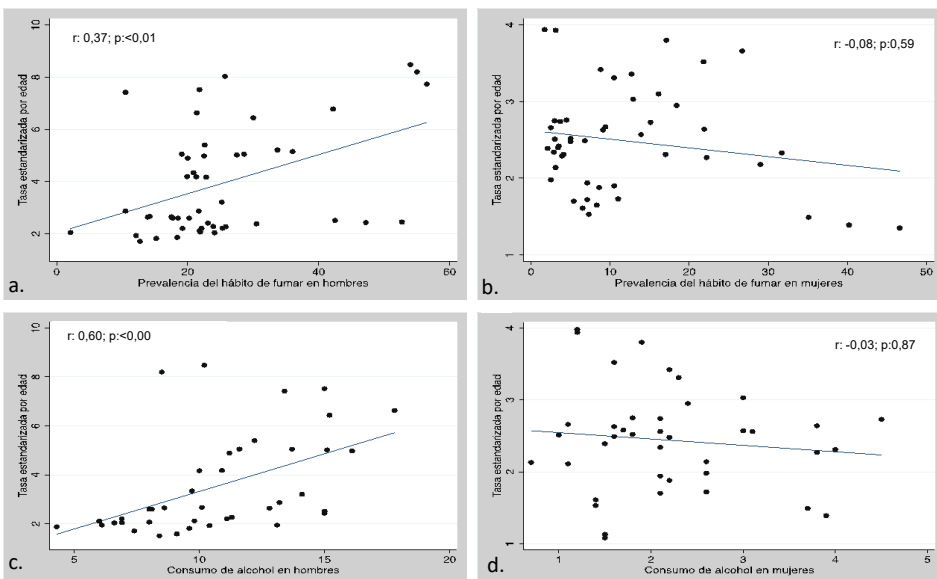 r: 0,37; p:<0,01
Tasa estandarizada por edad
10
8
6
4
2
0
20
40
60
Prevalencia del hábito de fumar en hombres
a.
r: -0,08; p:0,59
Tasa estandarizada por edad
4
3
2
1
0
10
20
30
40
50
Prevalencia del hábito de fumar en mujeres
b.
r: 0,60; p:<0,00
Tasa estandarizada por edad
10
8
6
4
2
5
10
15
20
Consumo de alcohol en hombres
c.
r: -0,03; p:0,87
Tasa estandarizada por edad
4
3
2
1
1
2
3
4
5
Consumo de alcohol en mujeres
d.